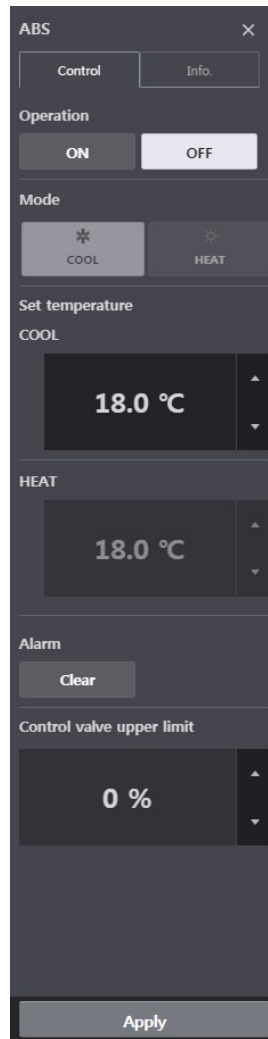 ABS
Control Info.
Operation
ON OFF
Mode
COOL HEAT
Set temperature
COOL
18.0 ℃
HEAT
18.0 ℃
Alarm
Clear
Control valve upper limit
0 %
Apply